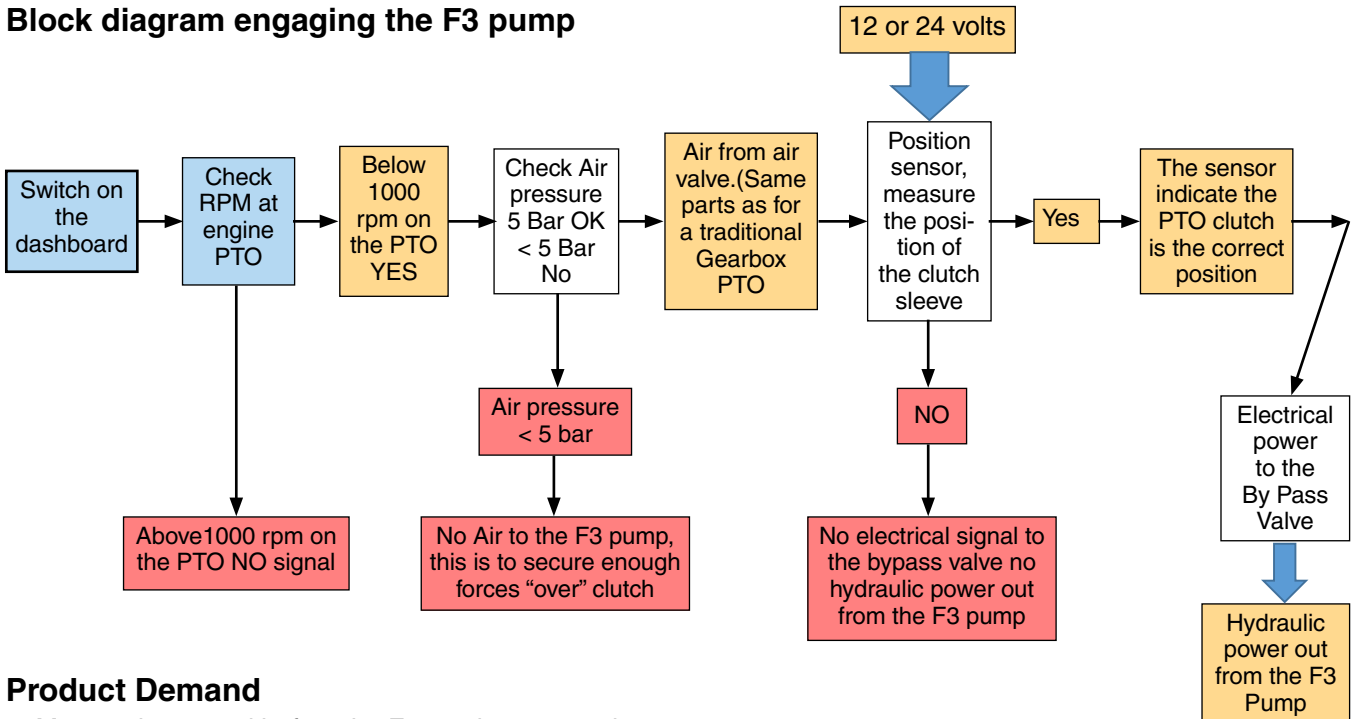 Block diagram engaging the F3 pump
12 or 24 volts
Switch on
the
dashboard
Check
RPM at
engine
PTO
Below
1000
rpm on
the PTO
YES
Check Air
pressure
5 Bar OK
< 5 Bar
No
Air from air
valve.(Same
parts as for
a traditional
Gearbox
PTO
Position
sensor,
measure
the posi-
tion of
the clutch
sleeve
Yes
The sensor
indicate the
PTO clutch
is the correct
position
Air pressure
< 5 bar
NO
Electrical
power
to the
By Pass
Valve
Above1000 rpm on
the PTO NO signal
No Air to the F3 pump,
this is to secure enough
forces “over” clutch
No electrical signal to
the bypass valve no
hydraulic power out
from the F3 pump
Hydraulic
power out
from the F3
Pump
Product Demand